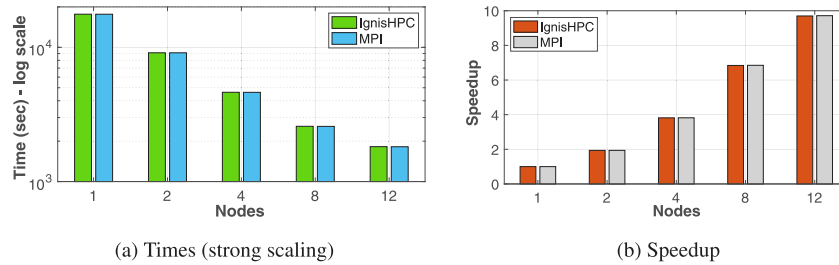 IgnisHPC
MPI
10^4
10^3
Time (sec) - log scale
1 2 4 8 12
Nodes
(a) Times (strong scaling)
IgnisHPC
MPI
10
8
6
4
2
0
Speedup
1 2 4 8 12
Nodes
(b) Speedup